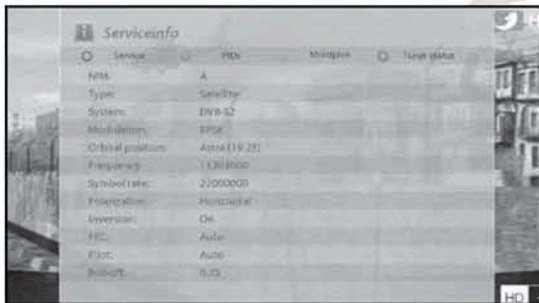 Serviceinfo
Service PIDs Multiplex Tuner status
NIM: A
Type: Satellite
System: DVB-S2
Modulation: 8PSK
Orbital position: Astra (19.2E)
Frequency:
Symbol rate: 22000000
Polarization: Horizontal
Inversion: On
FEC: Auto
Pilot: Auto
Roll-off: 0.35
HD